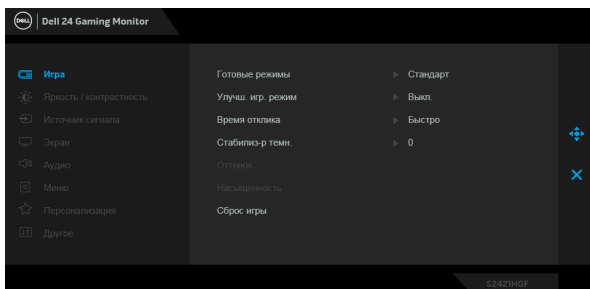 DELL
Dell 24 Gaming Monitor
Игра
Яркость / контрастность
Источник сигнала
Экран
Аудио
Меню
Персонализация
Другое
Готовые режимы Стандарт
Улучш. игр. режим Выкл.
Время отклика Быстро
Стабилиз-р темн. 0
Оттенок
Насыщенность
Сброс игры
S2421HGF